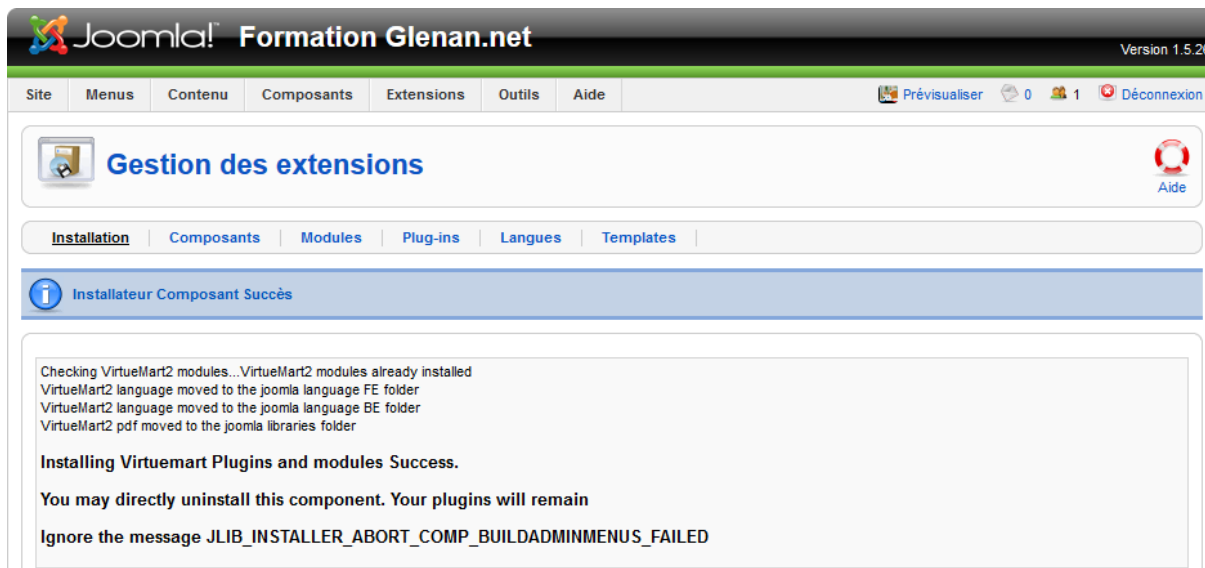 Joomla! Formation Glenan.net
Version 1.5.2
Site Menus Contenu Composants Extensions Outils Aide Prévisualiser 0 1 Déconnexion
Gestion des extensions
Aide
Installation Composants Modules Plug-ins Langues Templates
Installateur Composant Succès
Checking VirtueMart2 modules...VirtueMart2 modules already installed
VirtueMart2 language moved to the joomla language FE folder
VirtueMart2 language moved to the joomla language BE folder
VirtueMart2 pdf moved to the joomla libraries folder
Installing Virtuemart Plugins and modules Success.
You may directly uninstall this component. Your plugins will remain
Ignore the message JLIB_INSTALLER_ABORT_COMP_BUILDADMINMENUS_FAILED